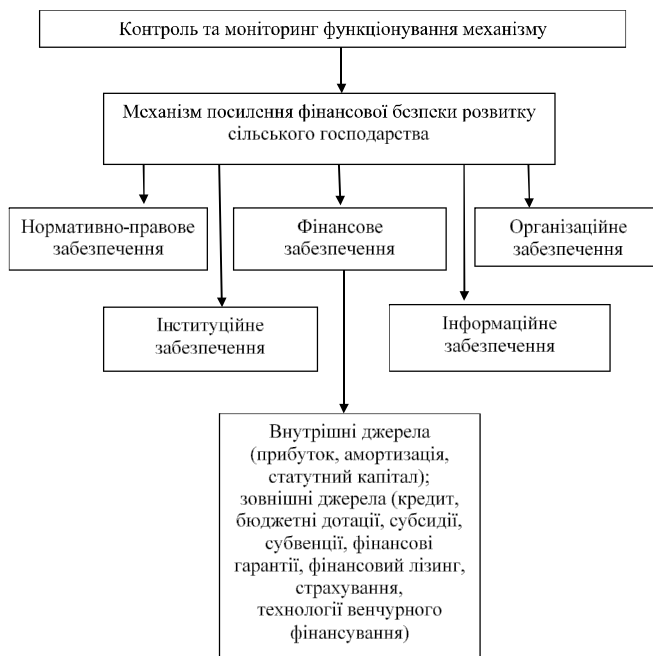 Контроль та моніторинг функціонування механізму
Механізм посилення фінансової безпеки розвитку
сільського господарства
Нормативно-правове
забезпечення
Фінансове
забезпечення
Організаційне
забезпечення
Інституційне
забезпечення
Інформаційне
забезпечення
Внутрішні джерела
(прибуток, амортизація,
статутний капітал);
зовнішні джерела (кредит,
бюджетні дотації, субсидії,
субвенції, фінансові
гарантії, фінансовий лізинг,
страхування,
технології венчурного
фінансування)